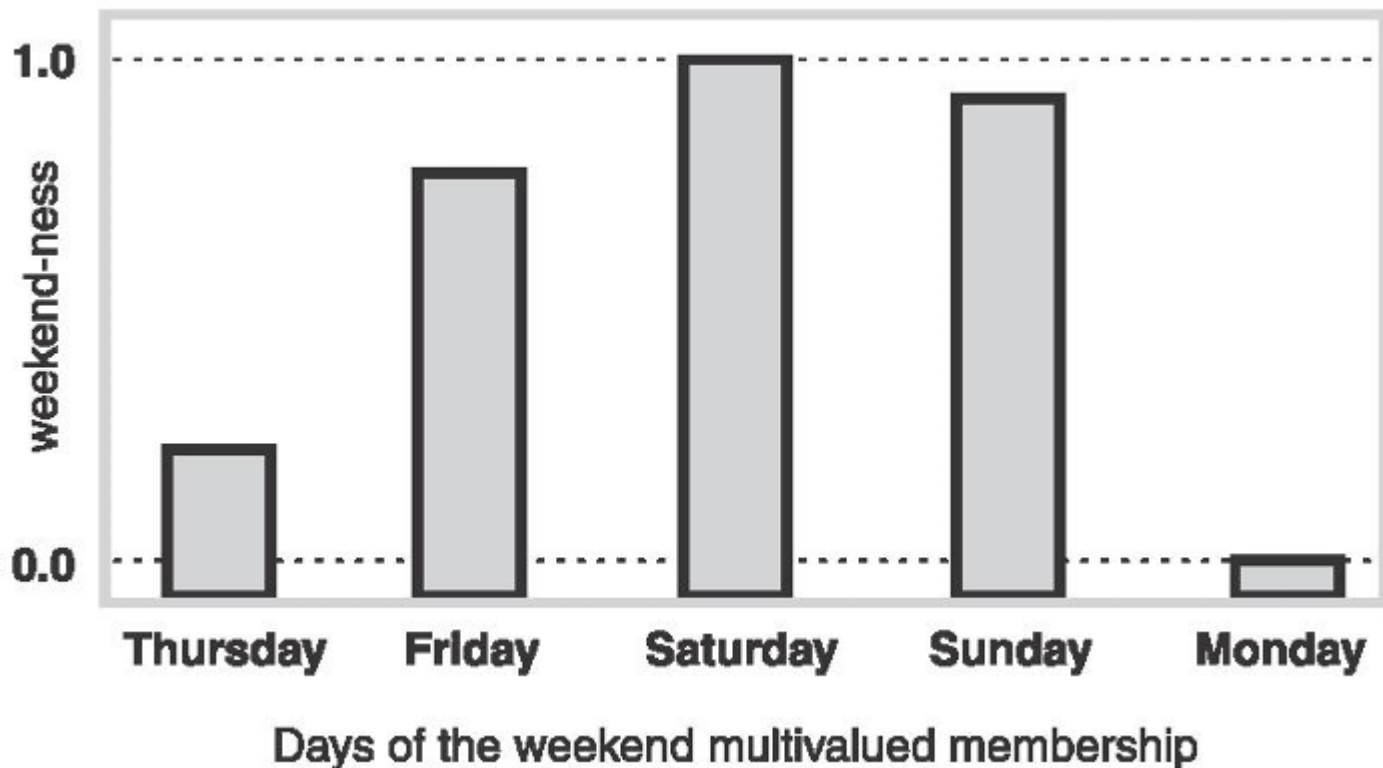 1.0
weekend-ness
0.0
Thursday Friday Saturday Sunday Monday
Days of the weekend multivalued membership